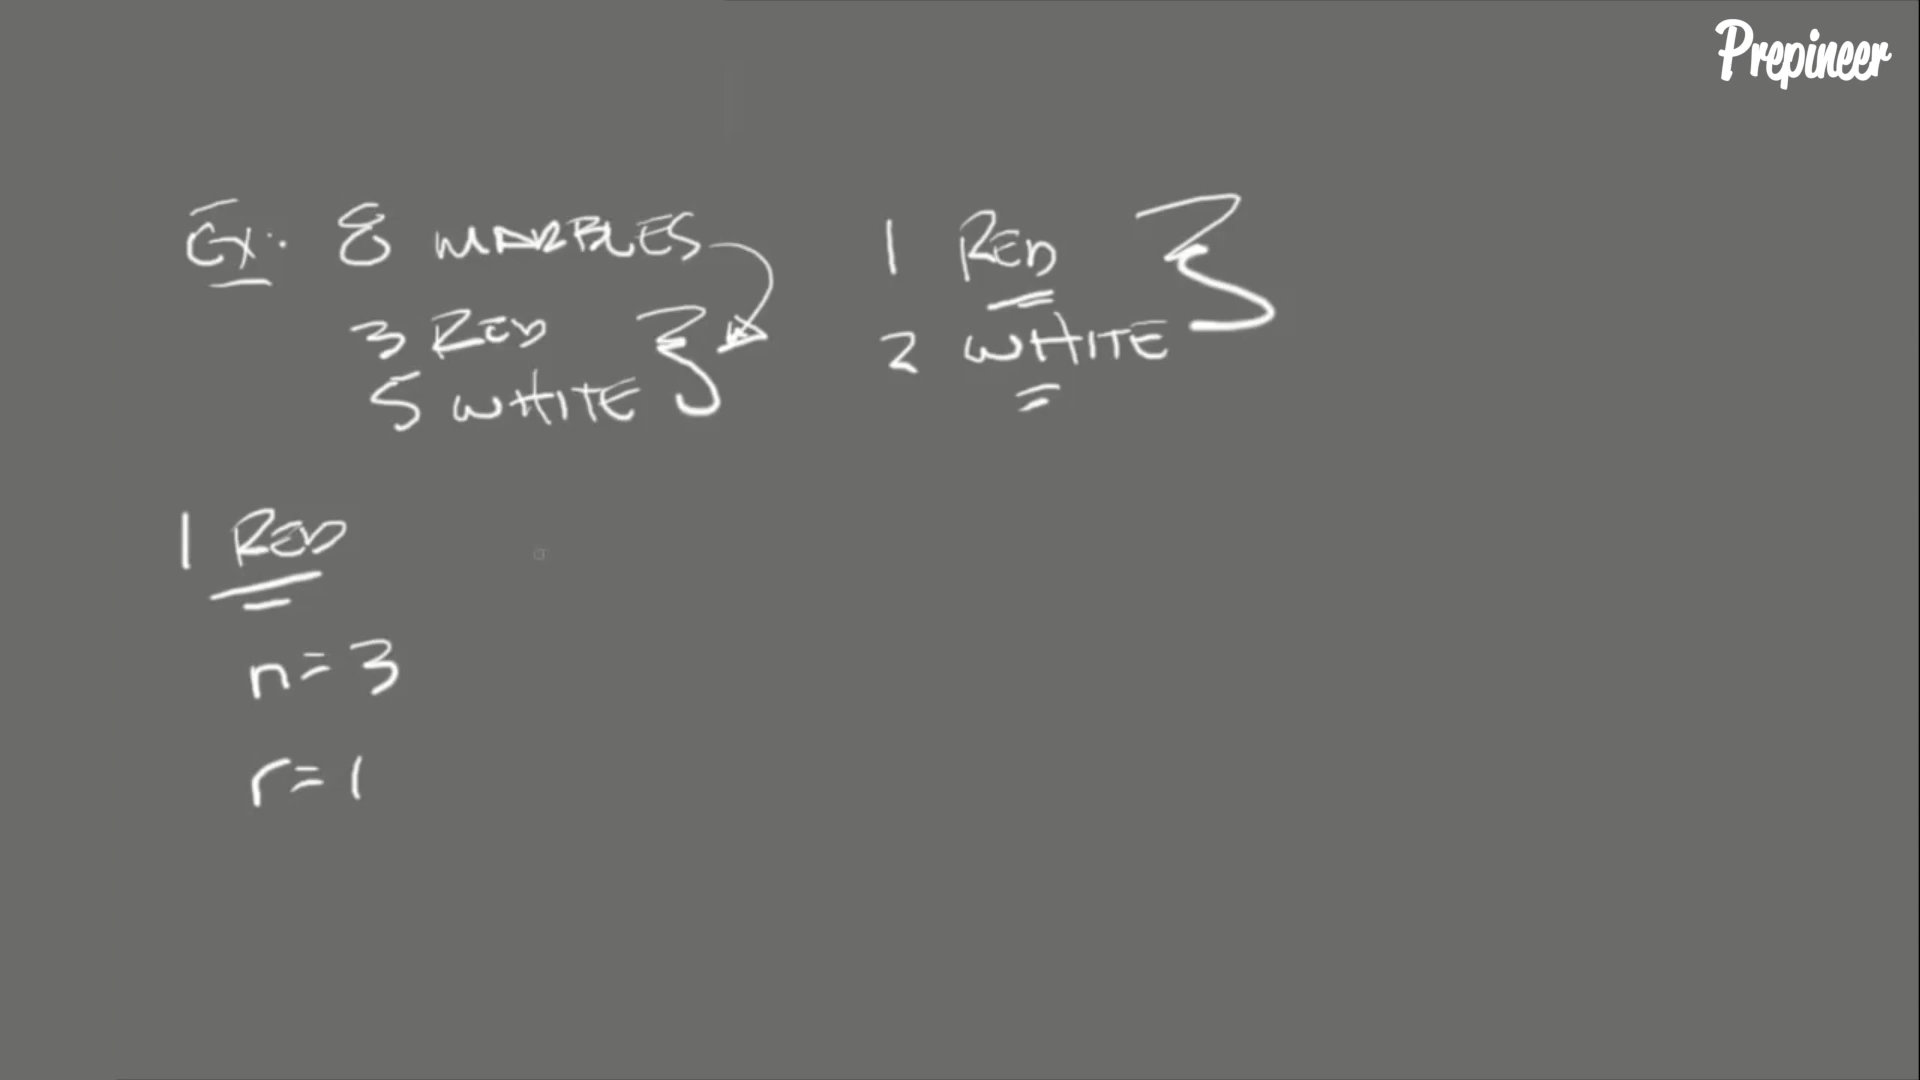 Prepineer
Ex: 8 MARBLES
3 RED
5 WHITE
1 RED
2 WHITE
1 RED
n = 3
r = 1